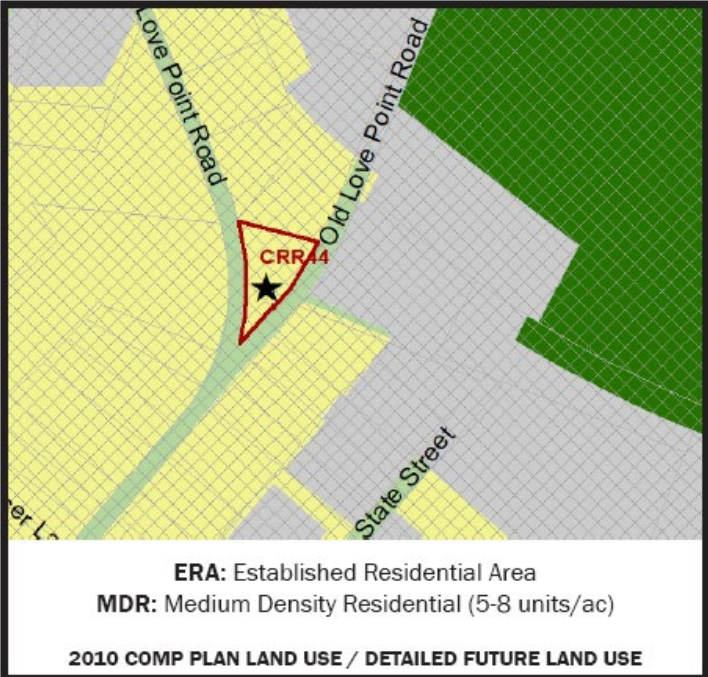 Love Point Road
Old Love Point Road
CRR44
State Street
ERA: Established Residential Area
MDR: Medium Density Residential (5-8 units/ac)
2010 COMP PLAN LAND USE / DETAILED FUTURE LAND USE